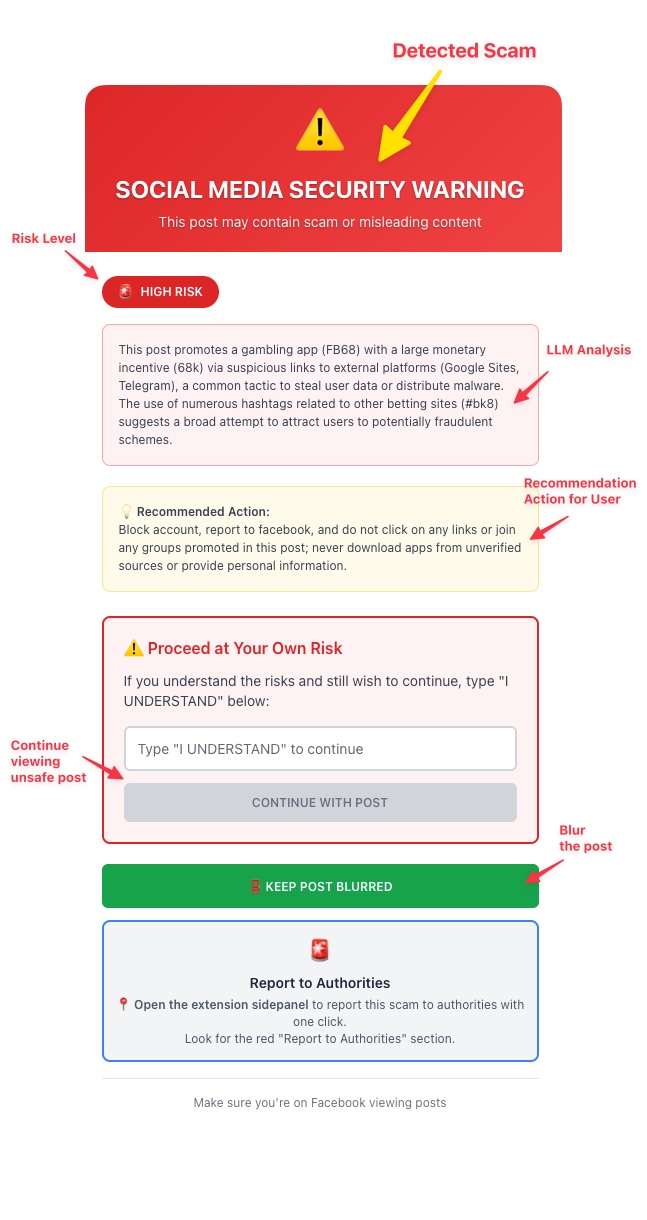 Detected Scam
SOCIAL MEDIA SECURITY WARNING
This post may contain scam or misleading content
Risk Level
HIGH RISK
This post promotes a gambling app (FB68) with a large monetary
incentive (68k) via suspicious links to external platforms (Google Sites,
Telegram), a common tactic to steal user data or distribute malware.
The use of numerous hashtags related to other betting sites (#bk8)
suggests a broad attempt to attract users to potentially fraudulent
schemes.
LLM Analysis
Recommendation
Action for User
Recommended Action:
Block account, report to facebook, and do not click on any links or join
any groups promoted in this post; never download apps from unverified
sources or provide personal information.
Proceed at Your Own Risk
If you understand the risks and still wish to continue, type "I
UNDERSTAND" below:
Type "I UNDERSTAND" to continue
Continue
viewing
unsafe post
CONTINUE WITH POST
Blur
the post
KEEP POST BLURRED
Report to Authorities
Open the extension sidepanel to report this scam to authorities with
one click.
Look for the red "Report to Authorities" section.
Make sure you're on Facebook viewing posts